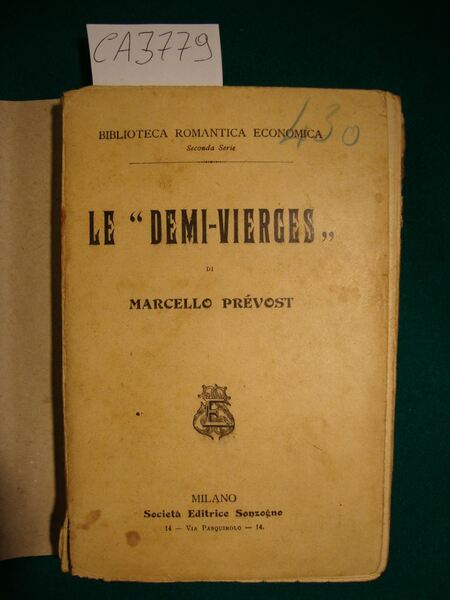 CA3779
430
BIBLIOTECA ROMANTICA ECONOMICA
Seconda Serie
LE “ DEMI-VIERGES „
DI
MARCELLO PRÉVOST
MILANO
Società Editrice Sonzogno
14 — VIA PASQUIROLO — 14.